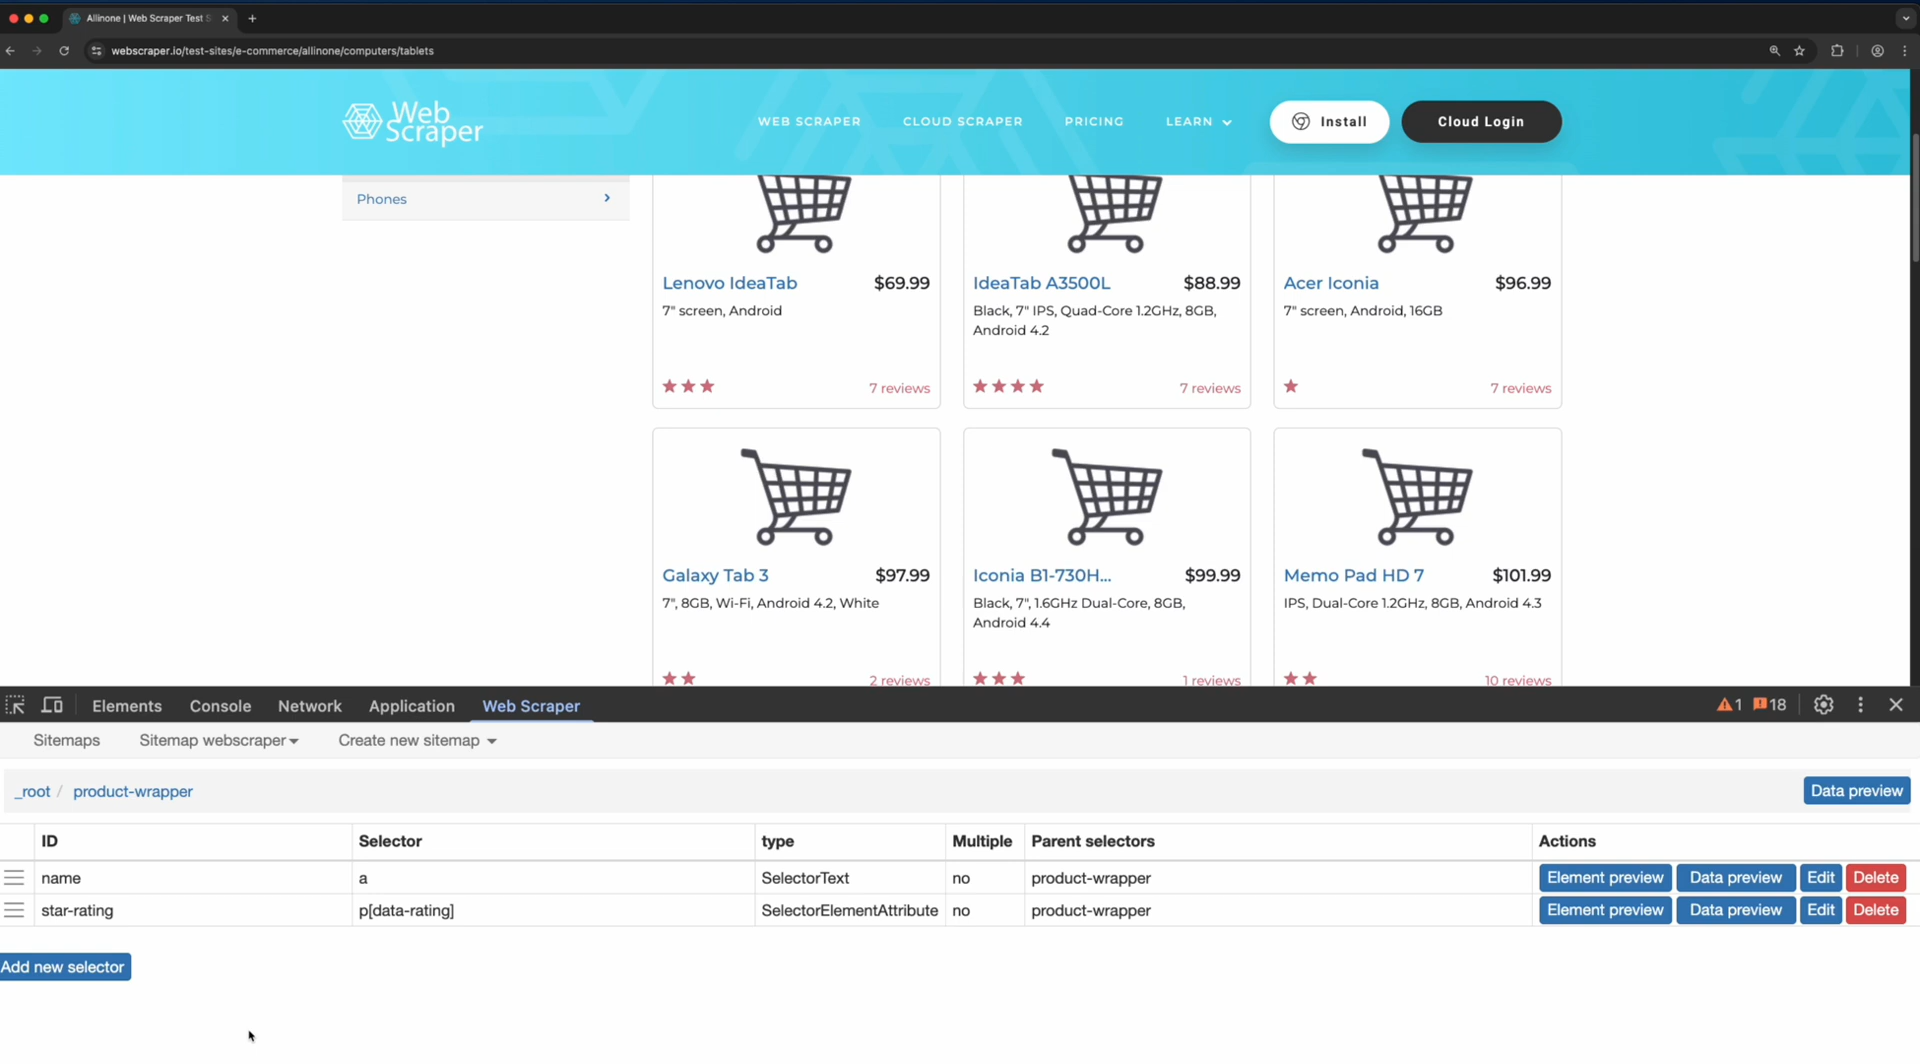 Allinone | Web Scraper Test S
webscraper.io/test-sites/e-commerce/allinone/computers/tablets
Web Scraper
WEB SCRAPER
CLOUD SCRAPER
PRICING
LEARN
Install
Cloud Login
Phones
Lenovo IdeaTab $69.99
7" screen, Android
7 reviews
IdeaTab A3500L $88.99
Black, 7" IPS, Quad-Core 1.2GHz, 8GB,
Android 4.2
7 reviews
Acer Iconia $96.99
7" screen, Android, 16GB
7 reviews
Galaxy Tab 3 $97.99
7", 8GB, Wi-Fi, Android 4.2, White
2 reviews
Iconia B1-730H... $99.99
Black, 7", 1.6GHz Dual-Core, 8GB,
Android 4.4
1 reviews
Memo Pad HD 7 $101.99
IPS, Dual-Core 1.2GHz, 8GB, Android 4.3
10 reviews
Elements Console Network Application Web Scraper 1 18
Sitemaps Sitemap webscraper Create new sitemap
_root / product-wrapper Data preview
ID Selector type Multiple Parent selectors Actions
name a SelectorText no product-wrapper Element preview Data preview Edit Delete
star-rating p[data-rating] SelectorElementAttribute no product-wrapper Element preview Data preview Edit Delete
Add new selector